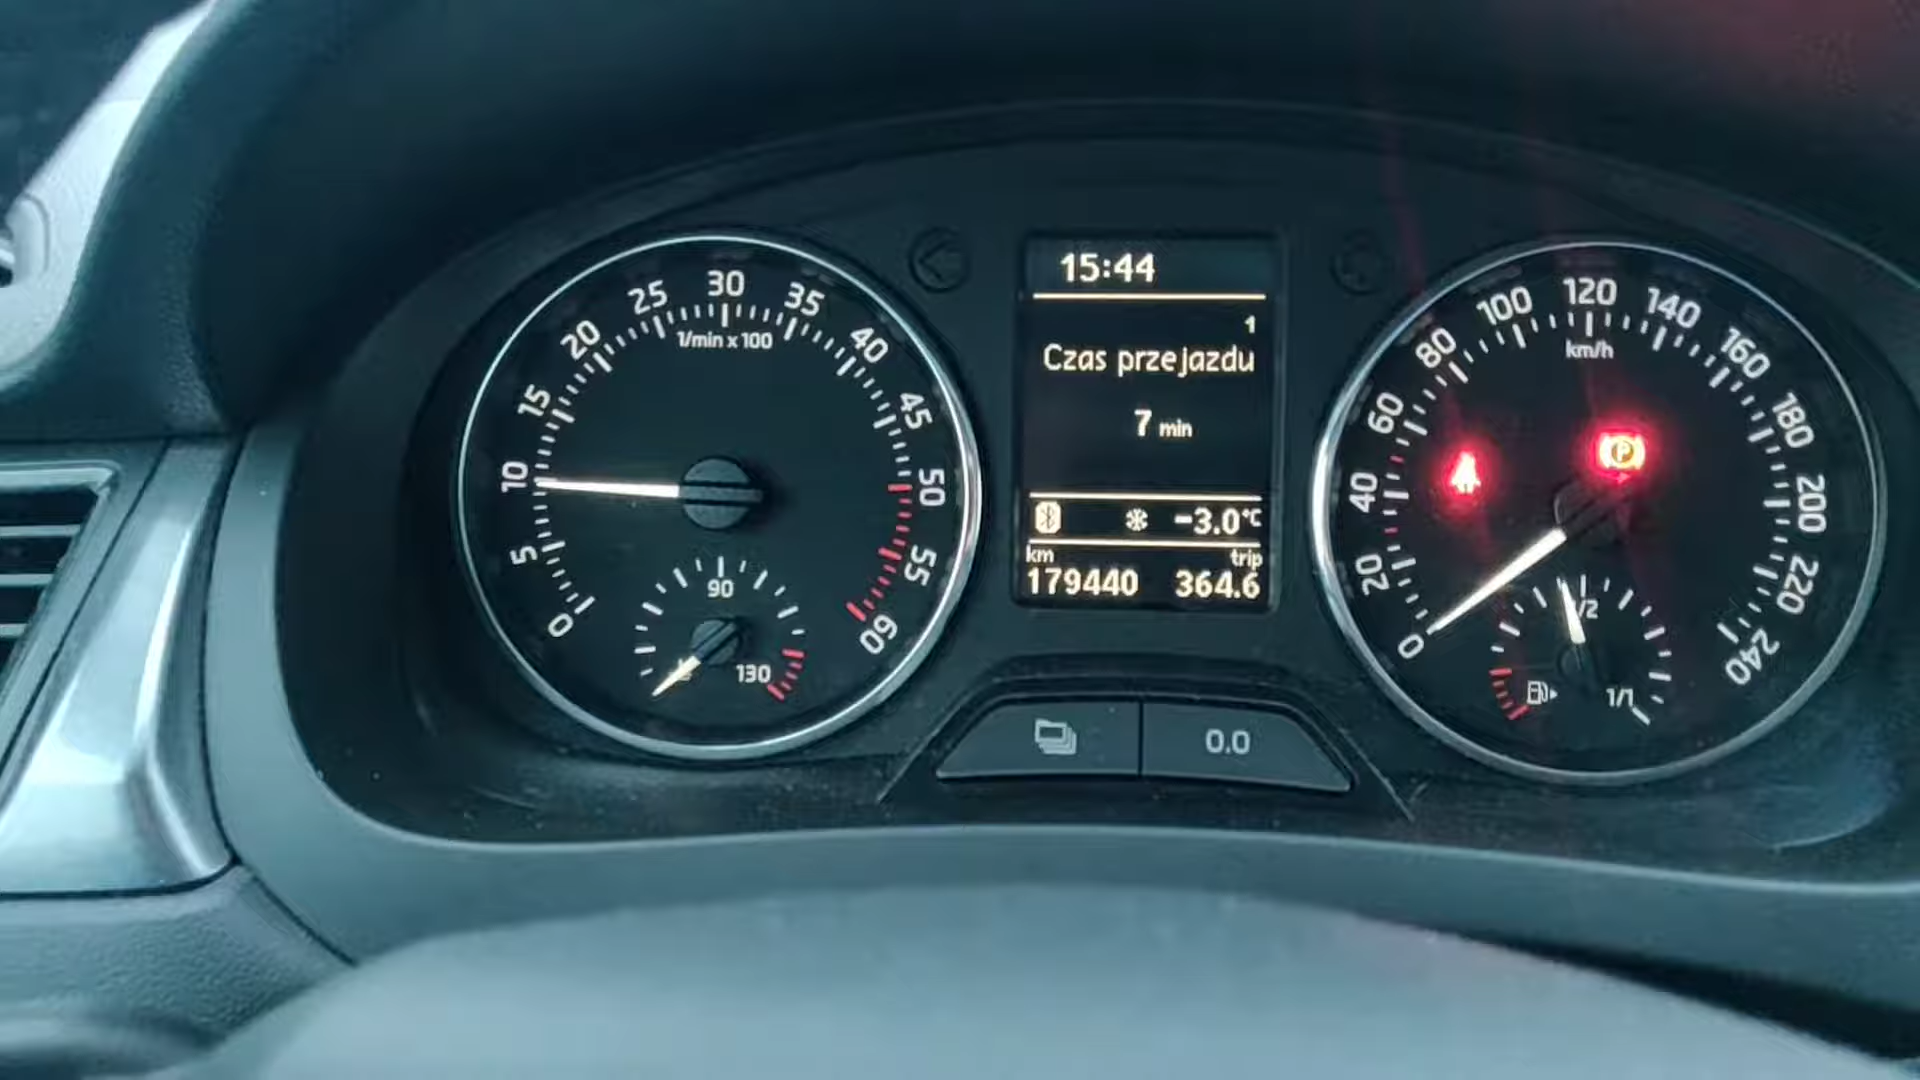 0 5 10 15 20 25 30 35 40 45 50 55 60
1/min x 100
90
130
15:44
1
Czas przejazdu
7 min
-3.0°C
km trip
179440 364.6
0.0
0 20 40 60 80 100 120 140 160 180 200 220 240
km/h
P
/2
1/1